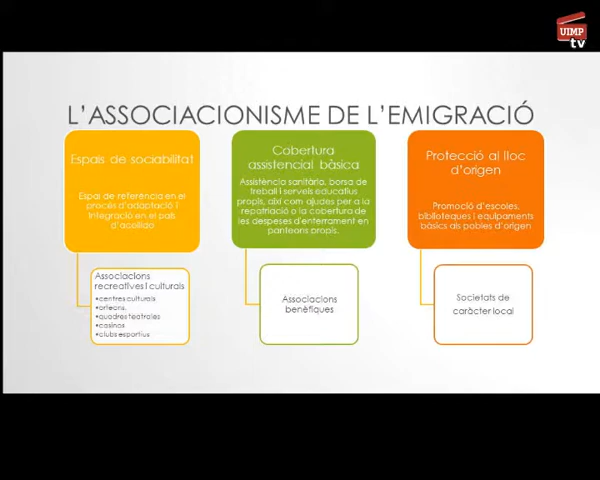 UIMP
tv
L'ASSOCIACIONISME DE L'EMIGRACIÓ
Espais de sociabilitat
Espai de referència en el
procés d'adaptació i
integració en el país
d'acollida
Associacions
recreatives i culturals
•centres culturals
•orfeons,
•quadres teatrales
•casinos
•clubs esportius
Cobertura
assistencial bàsica
Assistència sanitària, borsa de
treball i serveis educatius
propis, així com ajudes per a la
repatriació o la cobertura de
les despeses d'enterrament en
panteons propis.
Associacions
benèfiques
Protecció al lloc
d'origen
Promoció d'escoles,
biblioteques i equipaments
bàsics als pobles d'origen
Societats de
caràcter local